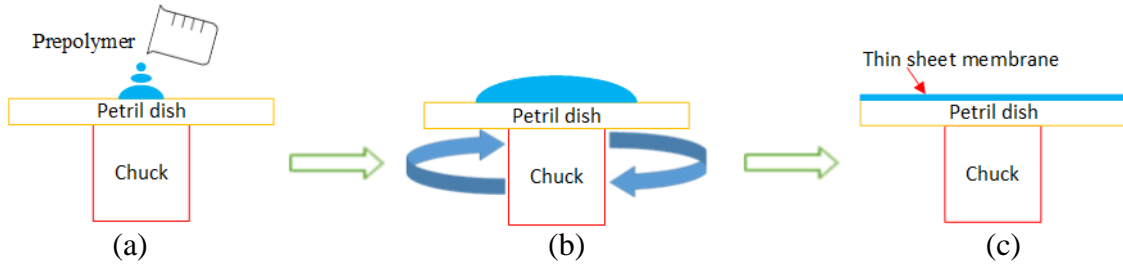 Prepolymer
Petril dish
Chuck
(a)
Petril dish
Chuck
(b)
Thin sheet membrane
Petril dish
Chuck
(c)